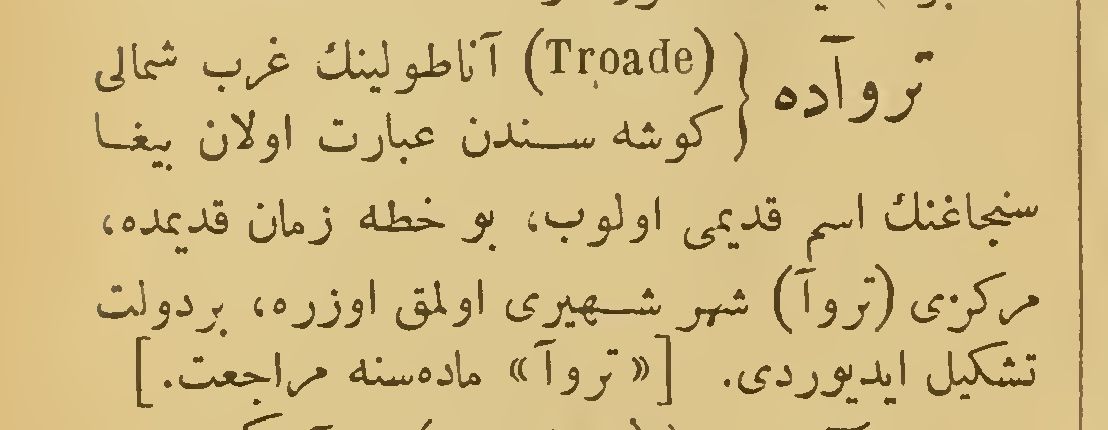 تروآده { (Troade) آناطولینك غرب شمالی
كوشه سندن عبارت اولان بیغا
سنجاغنك اسم قدیمی اولوب، بو خطه زمان قدیمده،
مركزی (تروآ) شهر شهیری اولمق اوزره، بردولت
تشكیل ایدیوردی. [«تروآ» ماده‌سنه مراجعت.]